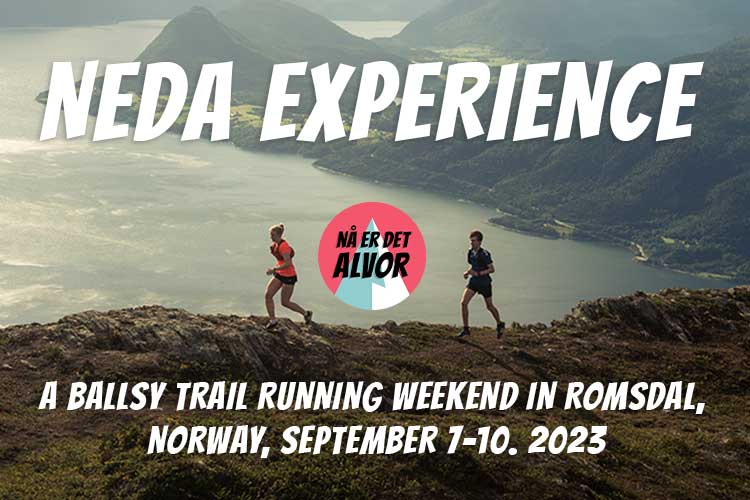 NEDA EXPERIENCE
NÅ ER DET
ALVOR
A BALLSY TRAIL RUNNING WEEKEND IN ROMSDAL,
NORWAY, SEPTEMBER 7-10. 2023